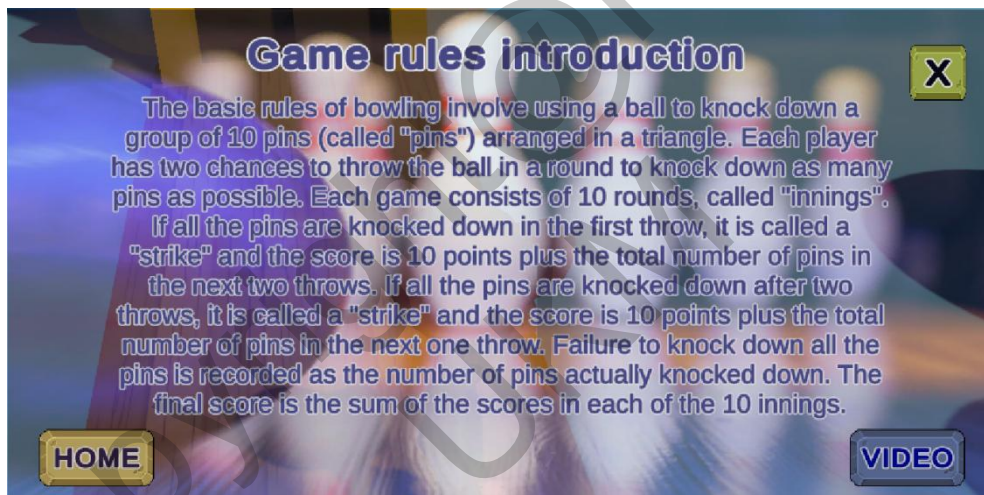 Game rules introduction
X
The basic rules of bowling involve using a ball to knock down a
group of 10 pins (called "pins") arranged in a triangle. Each player
has two chances to throw the ball in a round to knock down as many
pins as possible. Each game consists of 10 rounds, called "innings".
If all the pins are knocked down in the first throw, it is called a
"strike" and the score is 10 points plus the total number of pins in
the next two throws. If all the pins are knocked down after two
throws, it is called a "strike" and the score is 10 points plus the total
number of pins in the next one throw. Failure to knock down all the
pins is recorded as the number of pins actually knocked down. The
final score is the sum of the scores in each of the 10 innings.
HOME
VIDEO